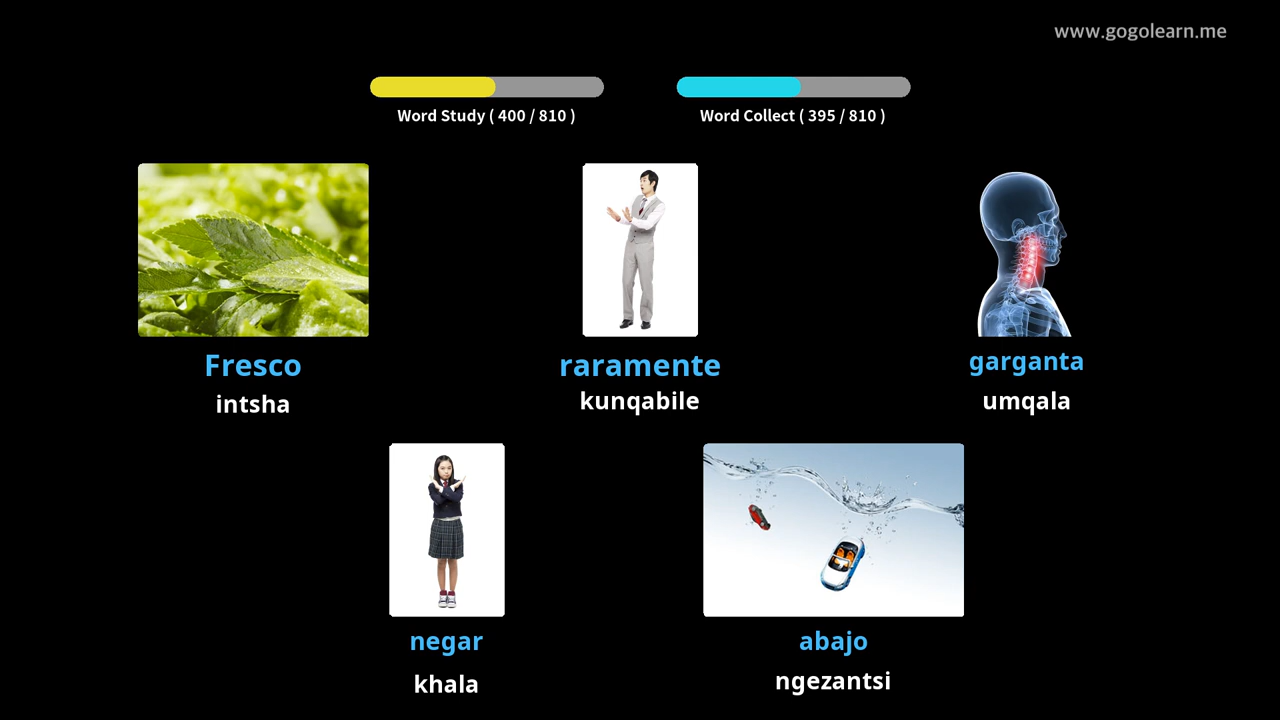 www.gogolearn.me
Word Study ( 400 / 810 )
Word Collect ( 395 / 810 )
Fresco
intsha
raramente
kunqabile
garganta
umqala
negar
khala
abajo
ngezantsi